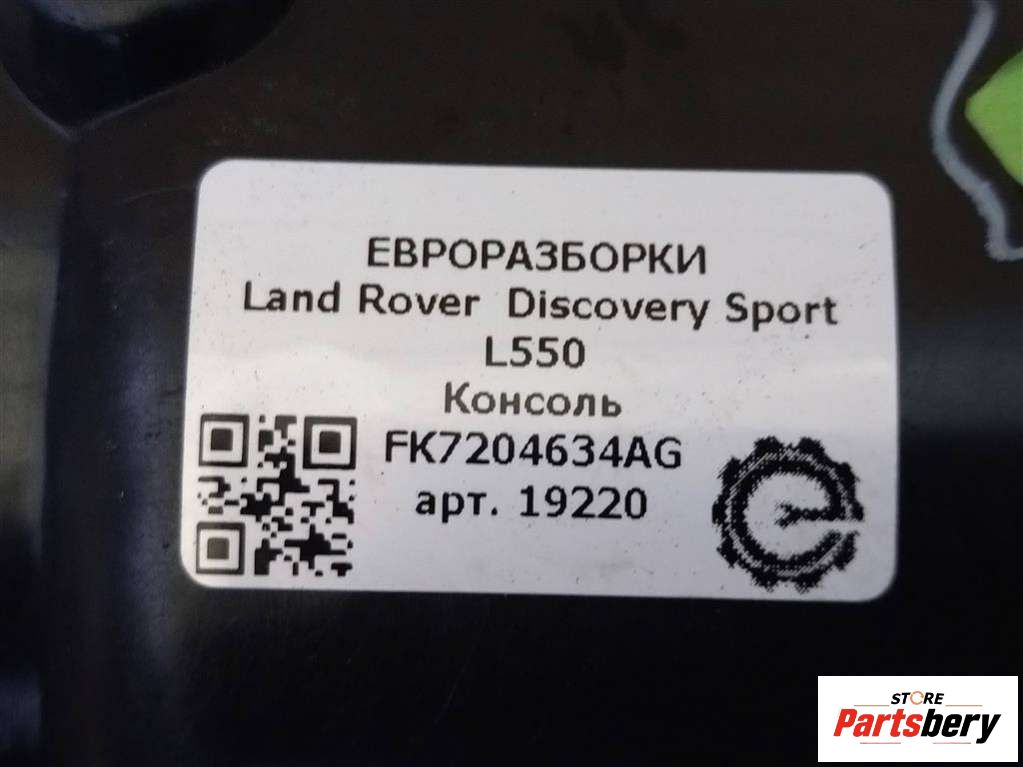 ЕВРОРАЗБОРКИ
Land Rover Discovery Sport
L550
Консоль
FK7204634AG
арт. 19220
STORE
Partsbery